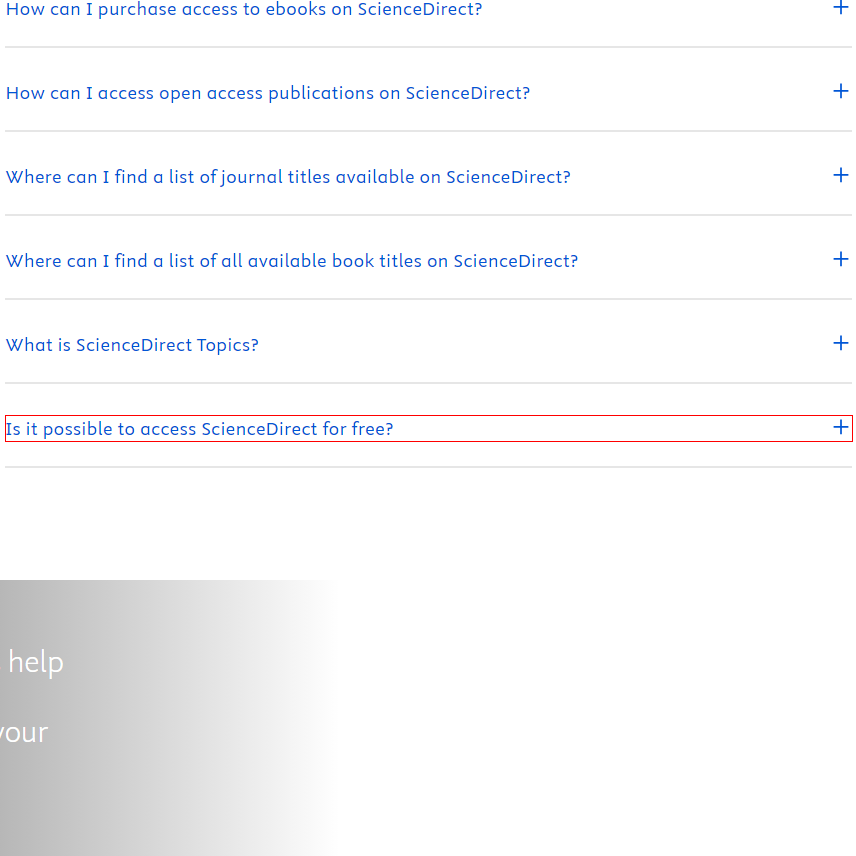 How can I purchase access to ebooks on ScienceDirect?
How can I access open access publications on ScienceDirect?
Where can I find a list of journal titles available on ScienceDirect?
Where can I find a list of all available book titles on ScienceDirect?
What is ScienceDirect Topics?
Is it possible to access ScienceDirect for free?
help
your